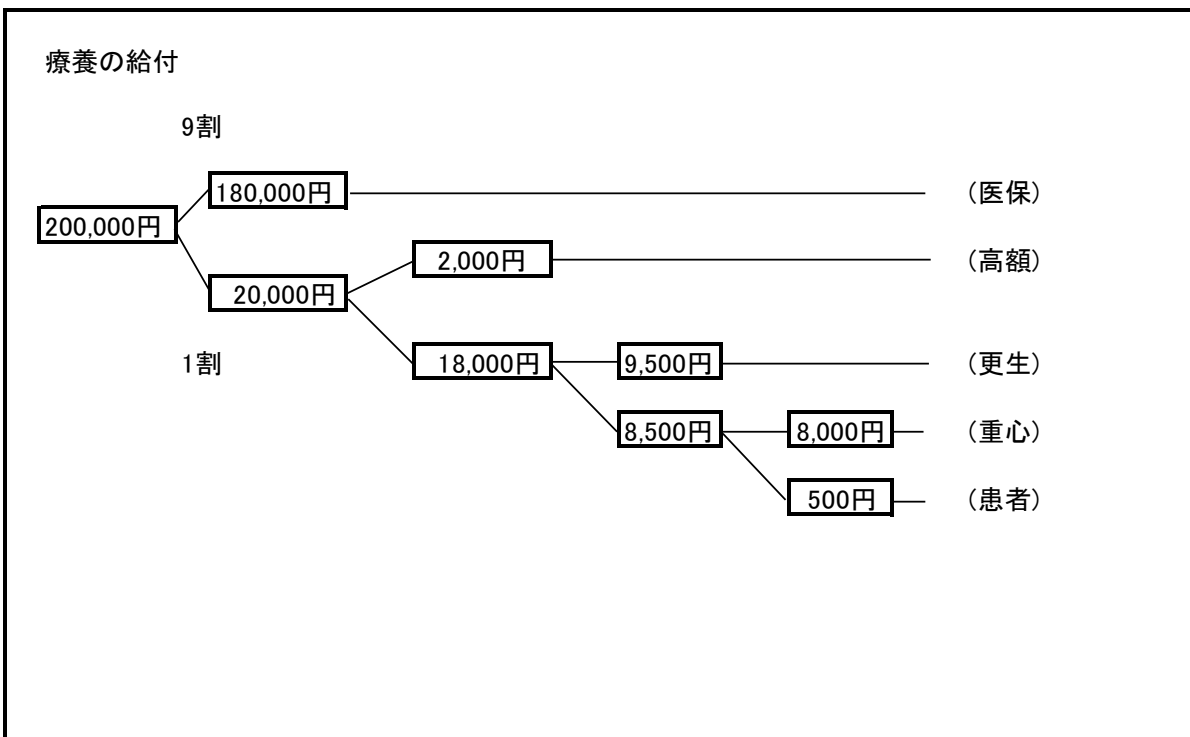 療養の給付
9割
180,000円 (医保)
200,000円
2,000円 (高額)
20,000円
1割 18,000円 9,500円 (更生)
8,500円 8,000円 (重心)
500円 (患者)